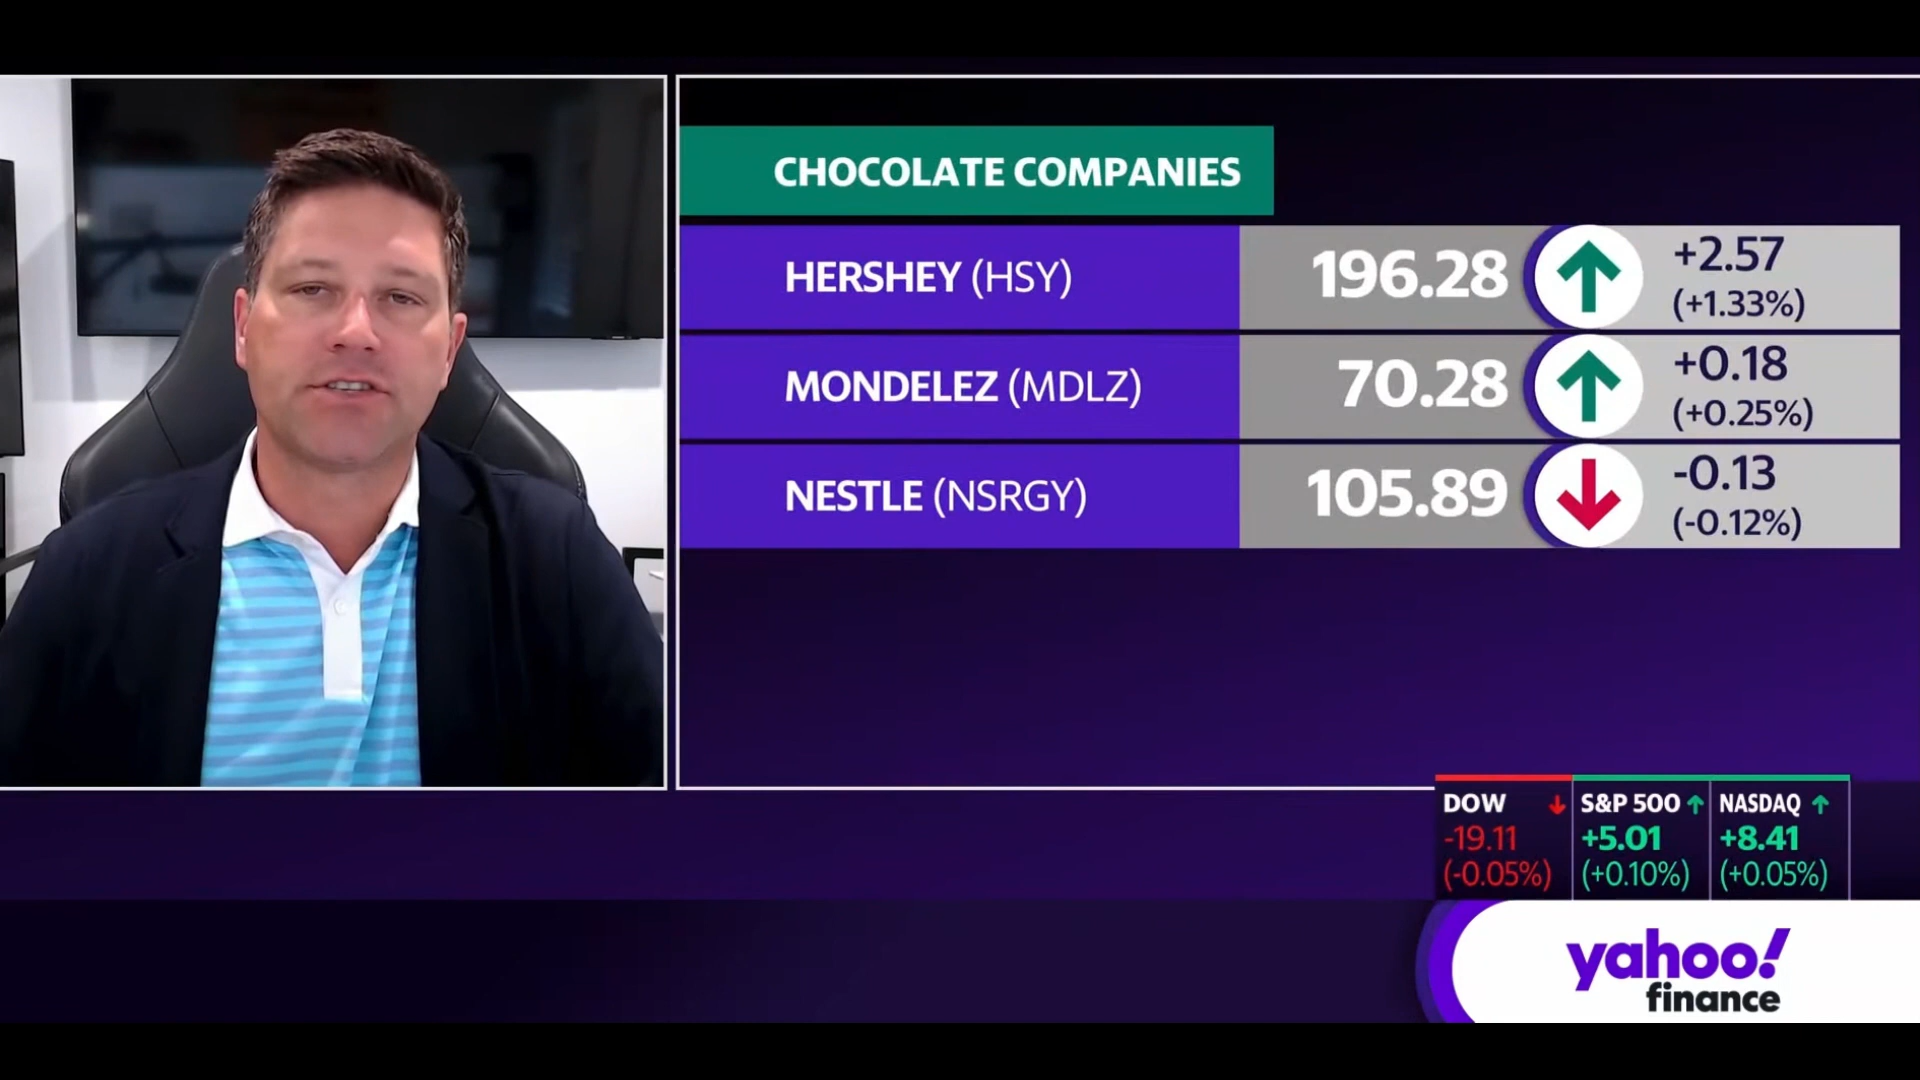 CHOCOLATE COMPANIES
HERSHEY (HSY) 196.28 +2.57 (+1.33%)
MONDELEZ (MDLZ) 70.28 +0.18 (+0.25%)
NESTLE (NSRGY) 105.89 -0.13 (-0.12%)
DOW S&P 500 NASDAQ
-19.11 +5.01 +8.41
(-0.05%) (+0.10%) (+0.05%)
yahoo!
finance